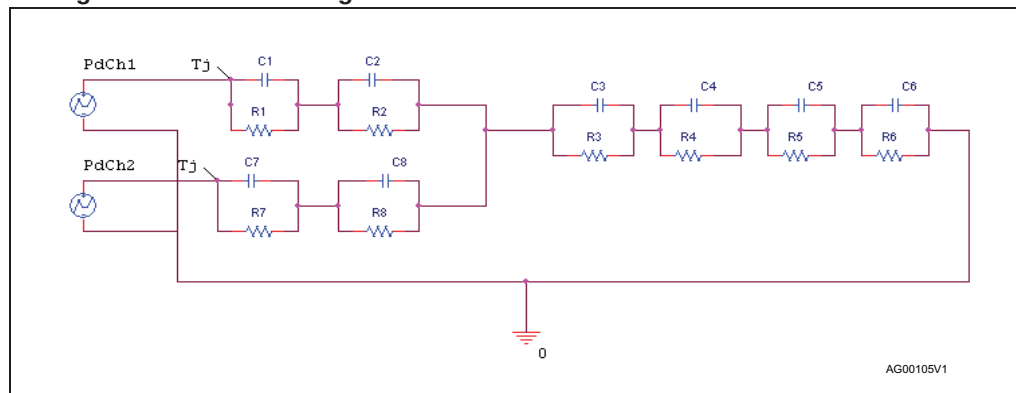 PdCh1
Tj
C1
C2
R1
R2
C3
C4
C5
C6
R3
R4
R5
R6
PdCh2
Tj
C7
C8
R7
R8
0
AG00105V1